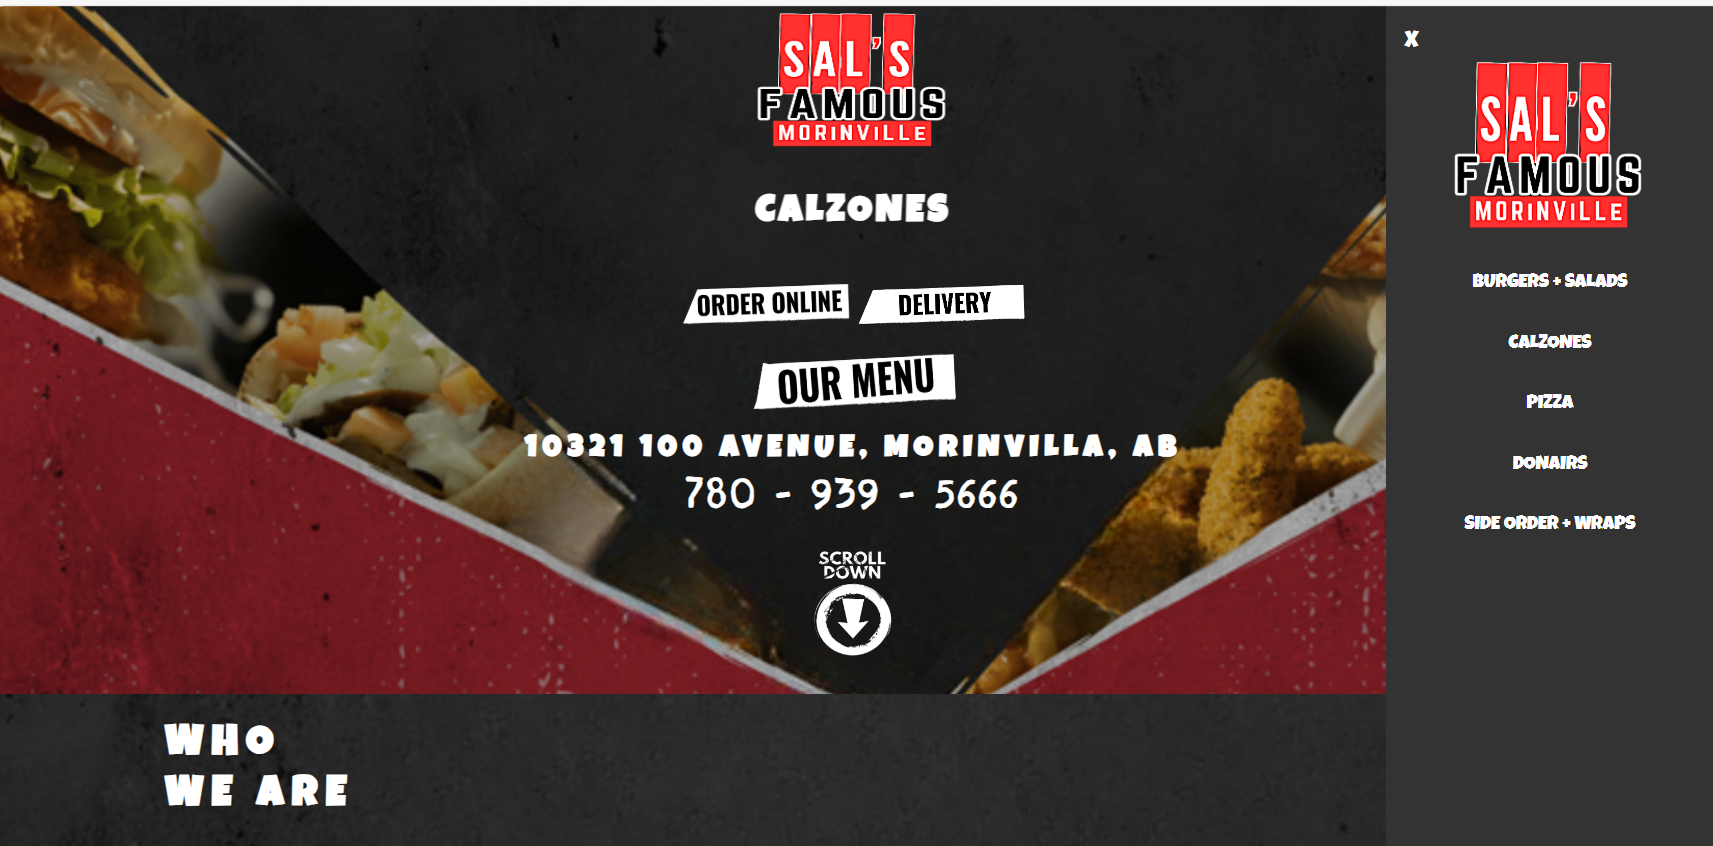 SAL'S
FAMOUS
MORINVILLE
CALZONES
ORDER ONLINE
DELIVERY
OUR MENU
10321 100 AVENUE, MORINVILLA, AB
780 - 939 - 5666
SCROLL
DOWN
WHO
WE ARE
X
SAL'S
FAMOUS
MORINVILLE
BURGERS + SALADS
CALZONES
PIZZA
DONAIRS
SIDE ORDER + WRAPS